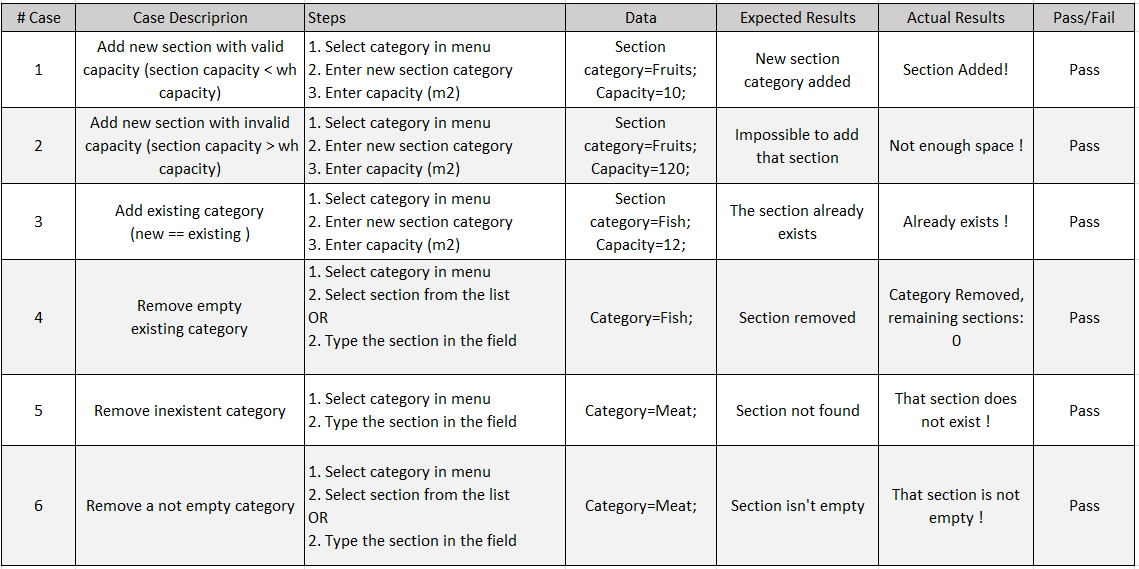 # Case Case Descriprion Steps Data Expected Results Actual Results Pass/Fail
1
Add new section with valid
capacity (section capacity < wh
capacity)
1. Select category in menu
2. Enter new section category
3. Enter capacity (m2)
Section
category=Fruits;
Capacity=10;
New section
category added
Section Added!
Pass
2
Add new section with invalid
capacity (section capacity > wh
capacity)
1. Select category in menu
2. Enter new section category
3. Enter capacity (m2)
Section
category=Fruits;
Capacity=120;
Impossible to add
that section
Not enough space !
Pass
3
Add existing category
(new == existing )
1. Select category in menu
2. Enter new section category
3. Enter capacity (m2)
Section
category=Fish;
Capacity=12;
The section already
exists
Already exists !
Pass
4
Remove empty
existing category
1. Select category in menu
2. Select section from the list
OR
2. Type the section in the field
Category=Fish;
Section removed
Category Removed,
remaining sections:
0
Pass
5
Remove inexistent category
1. Select category in menu
2. Type the section in the field
Category=Meat;
Section not found
That section does
not exist !
Pass
6
Remove a not empty category
1. Select category in menu
2. Select section from the list
OR
2. Type the section in the field
Category=Meat;
Section isn't empty
That section is not
empty !
Pass